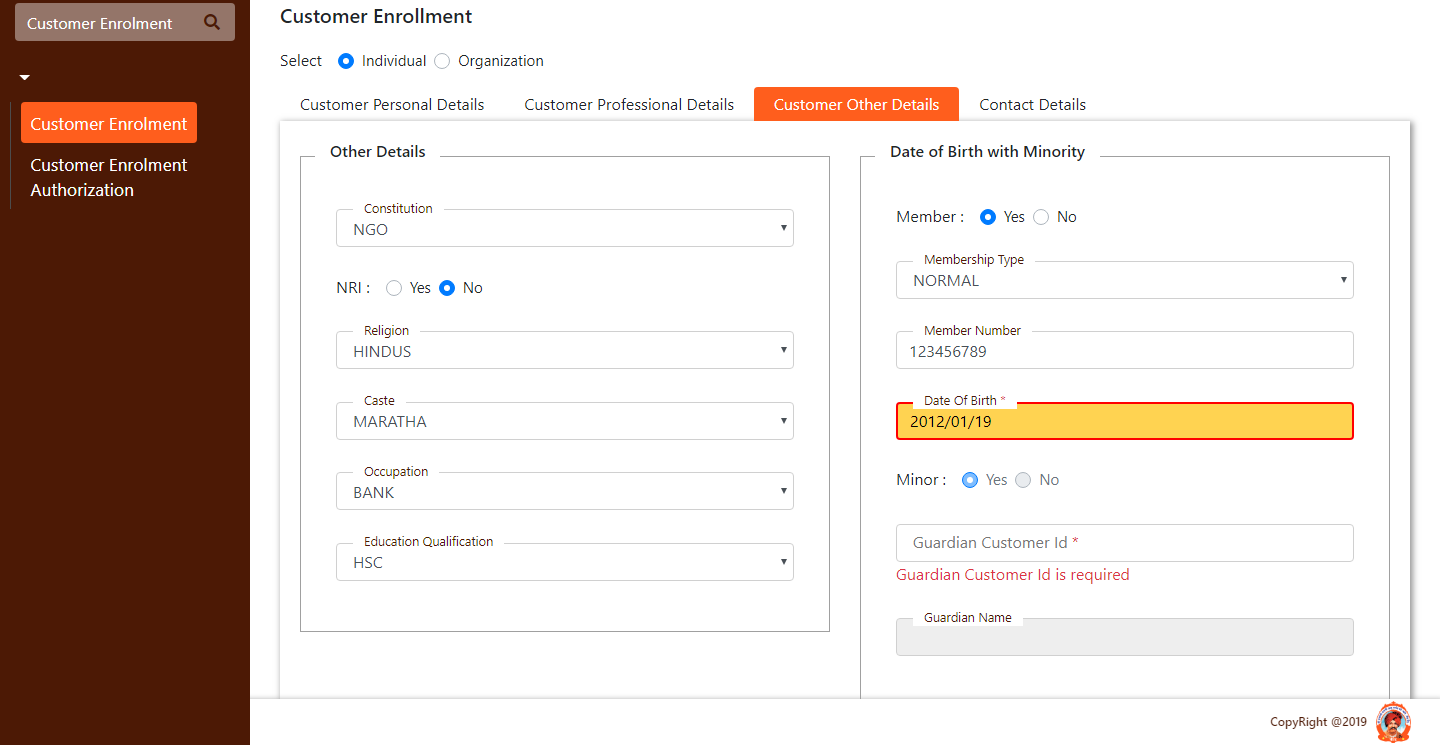 Customer Enrolment
Customer Enrolment
Customer Enrolment
Authorization
Customer Enrollment
Select Individual Organization
Customer Personal Details Customer Professional Details Customer Other Details Contact Details
Other Details
Constitution
NGO
NRI : Yes No
Religion
HINDUS
Caste
MARATHA
Occupation
BANK
Education Qualification
HSC
Date of Birth with Minority
Member : Yes No
Membership Type
NORMAL
Member Number
123456789
Date Of Birth *
2012/01/19
Minor : Yes No
Guardian Customer Id *
Guardian Customer Id is required
Guardian Name
CopyRight @2019